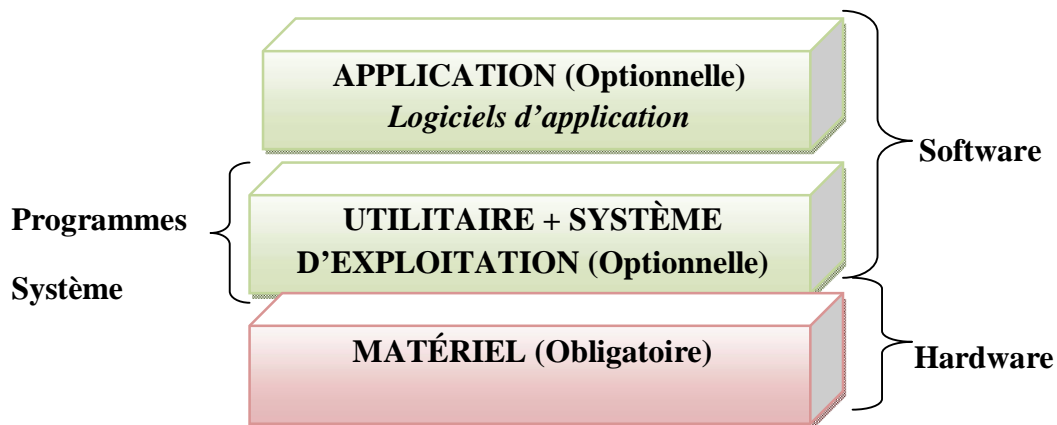 APPLICATION (Optionnelle)
Logiciels d’application
Software
Programmes
Système
UTILITAIRE + SYSTÈME
D’EXPLOITATION (Optionnelle)
MATÉRIEL (Obligatoire)
Hardware